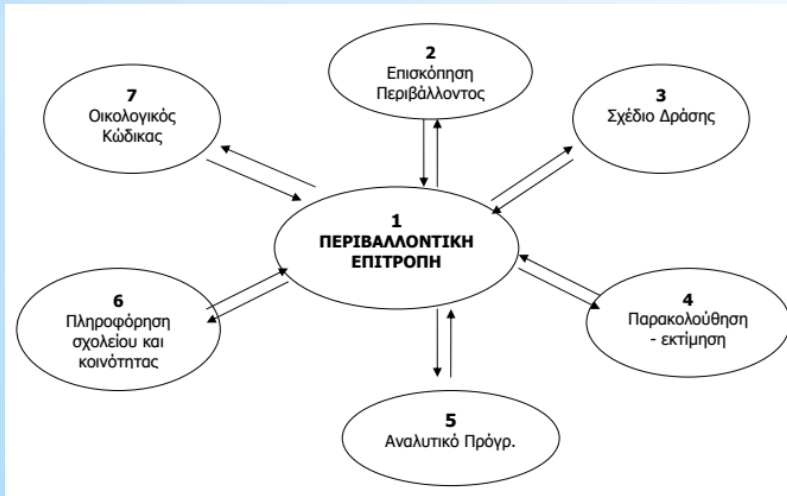 1
ΠΕΡΙΒΑΛΛΟΝΤΙΚΗ
ΕΠΙΤΡΟΠΗ
2
Επισκόπηση
Περιβάλλοντος
3
Σχέδιο Δράσης
4
Παρακολούθηση
- εκτίμηση
5
Αναλυτικό Πρόγρ.
6
Πληροφόρηση
σχολείου και
κοινότητας
7
Οικολογικός
Κώδικας